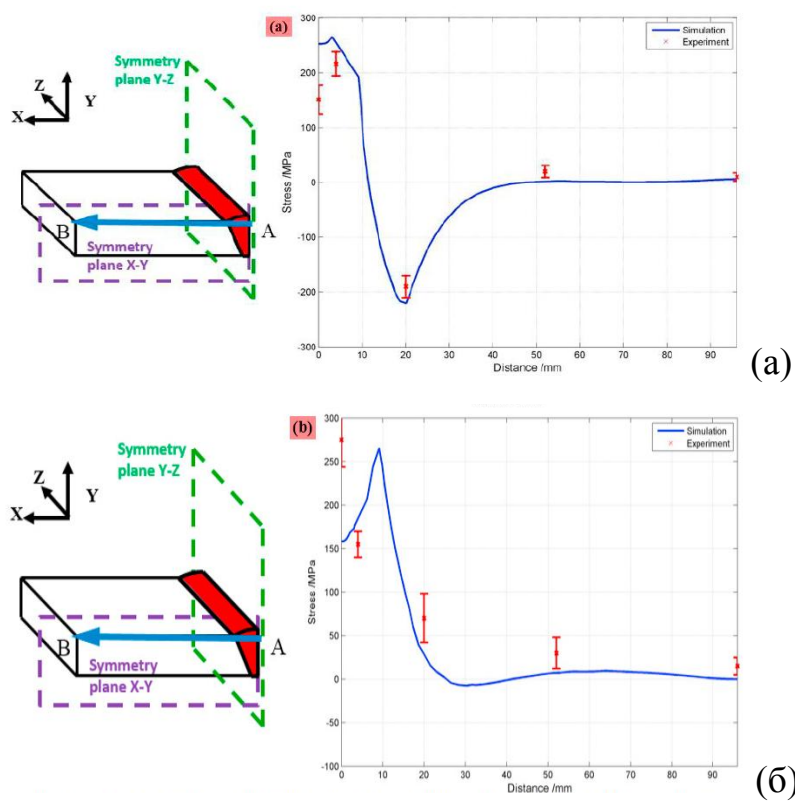 (a)
Symmetry
plane Y-Z
Z
X
Y
B
A
Symmetry
plane X-Y
Simulation
Experiment
300
200
100
0
-100
-200
-300
Stress /MPa
0 10 20 30 40 50 60 70 80 90
Distance /mm
(а)
(b)
Symmetry
plane Y-Z
Z
X
Y
B
A
Symmetry
plane X-Y
Simulation
Experiment
300
250
200
150
100
50
0
-50
-100
Stress /MPa
0 10 20 30 40 50 60 70 80 90
Distance /mm
(б)